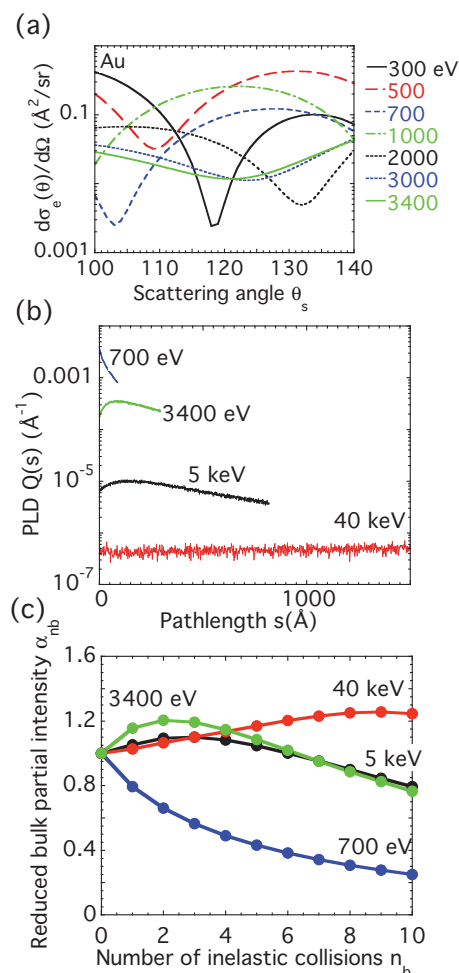 (a)
Au
dσₑ(θ)/dΩ (Å²/sr)
0.1
0.001
100 110 120 130 140
Scattering angle θₛ
300 eV
500
700
1000
2000
3000
3400
(b)
PLD Q(s) (Å⁻¹)
0.001
10⁻⁵
10⁻⁷
700 eV
3400 eV
5 keV
40 keV
0 1000
Pathlength s(Å)
(c)
Reduced bulk partial intensity α_nb
1.6
1.2
0.8
0.4
0
3400 eV
40 keV
5 keV
700 eV
0 2 4 6 8 10
Number of inelastic collisions n_b